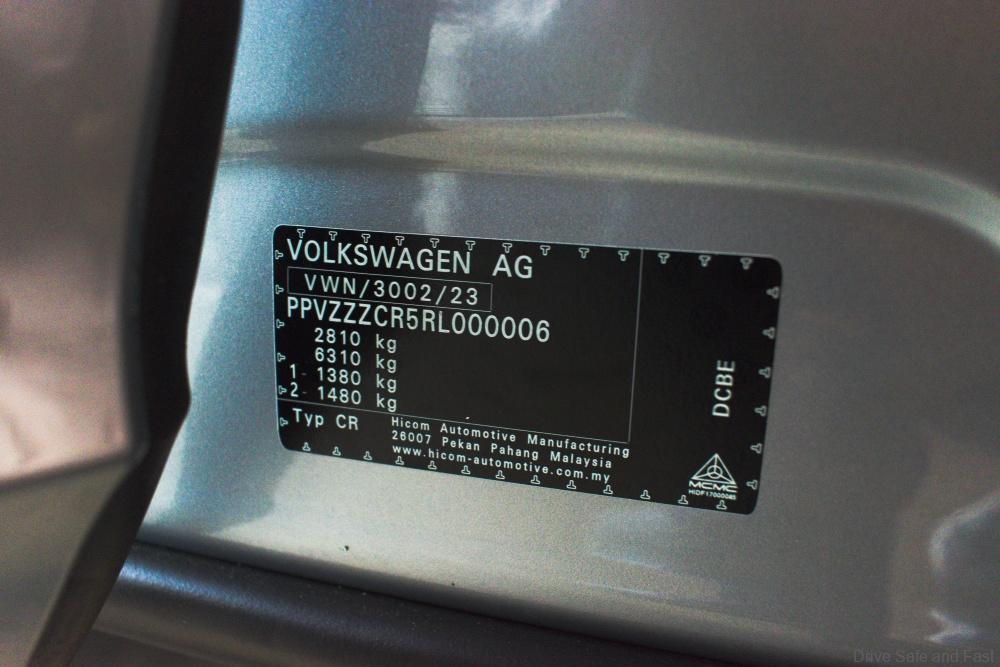 VOLKSWAGEN AG
VWN/3002/23
PPVZZZCR5RL000006
2810 kg
6310 kg
1- 1380 kg
2- 1480 kg
Typ CR
Hicom Automotive Manufacturing
26007 Pekan Pahang Malaysia
www.hicom-automotive.com.my
DCBE
MCMC
HIDF17000045
Drive Safe and Fast